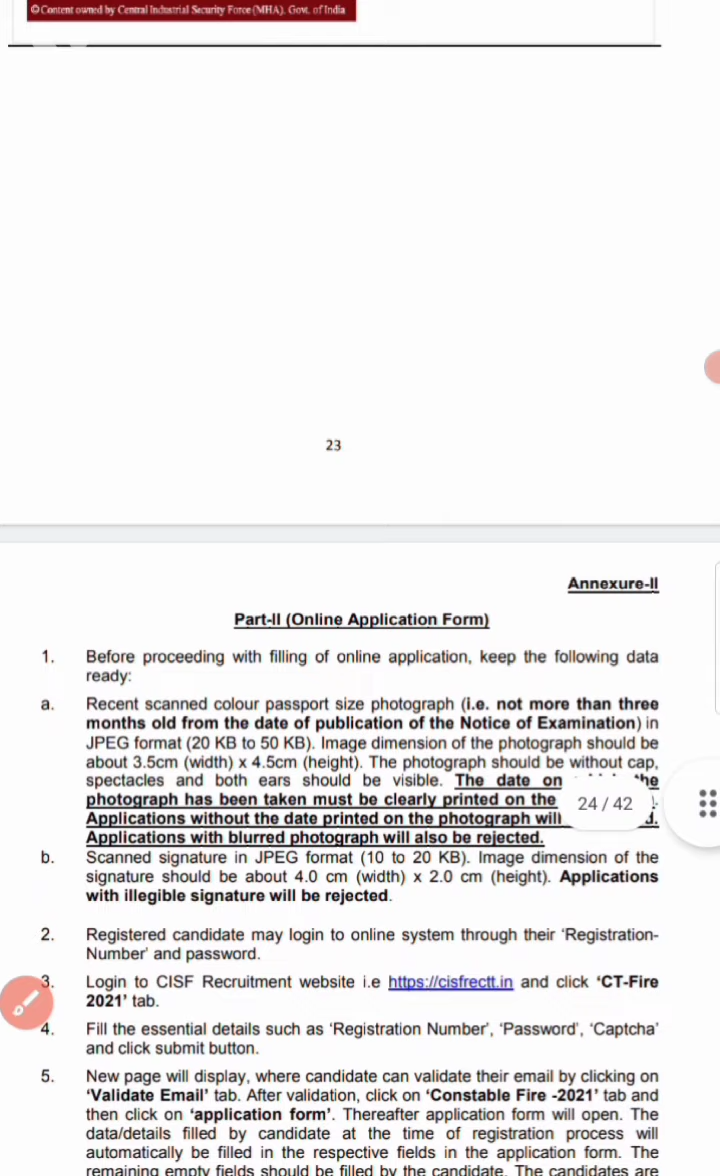 © Content owned by Central Industrial Security Force (MHA). Govt. of India
23
Annexure-II
Part-II (Online Application Form)
1. Before proceeding with filling of online application, keep the following data
ready:
a. Recent scanned colour passport size photograph (i.e. not more than three
months old from the date of publication of the Notice of Examination) in
JPEG format (20 KB to 50 KB). Image dimension of the photograph should be
about 3.5cm (width) x 4.5cm (height). The photograph should be without cap,
spectacles and both ears should be visible. The date on
photograph has been taken must be clearly printed on the
24 / 42
Applications without the date printed on the photograph will
Applications with blurred photograph will also be rejected.
b. Scanned signature in JPEG format (10 to 20 KB). Image dimension of the
signature should be about 4.0 cm (width) x 2.0 cm (height). Applications
with illegible signature will be rejected.
2. Registered candidate may login to online system through their ‘Registration-
Number’ and password.
3. Login to CISF Recruitment website i.e https://cisfrectt.in and click ‘CT-Fire
2021’ tab.
4. Fill the essential details such as ‘Registration Number’, ‘Password’, ‘Captcha’
and click submit button.
5. New page will display, where candidate can validate their email by clicking on
‘Validate Email’ tab. After validation, click on ‘Constable Fire -2021’ tab and
then click on ‘application form’. Thereafter application form will open. The
data/details filled by candidate at the time of registration process will
automatically be filled in the respective fields in the application form. The
remaining empty fields should be filled by the candidate. The candidates are